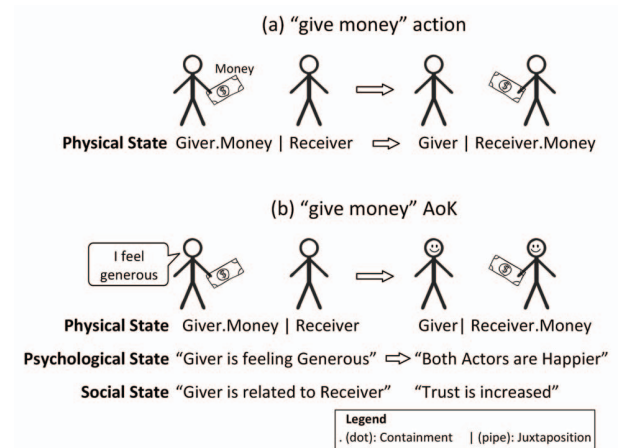 (a) “give money” action
Money
$ $
Physical State Giver.Money | Receiver ⇨ Giver | Receiver.Money
(b) “give money” AoK
I feel
generous
$ $
Physical State Giver.Money | Receiver Giver| Receiver.Money
Psychological State “Giver is feeling Generous” ⇨ “Both Actors are Happier”
Social State “Giver is related to Receiver” “Trust is increased”
Legend
. (dot): Containment | (pipe): Juxtaposition